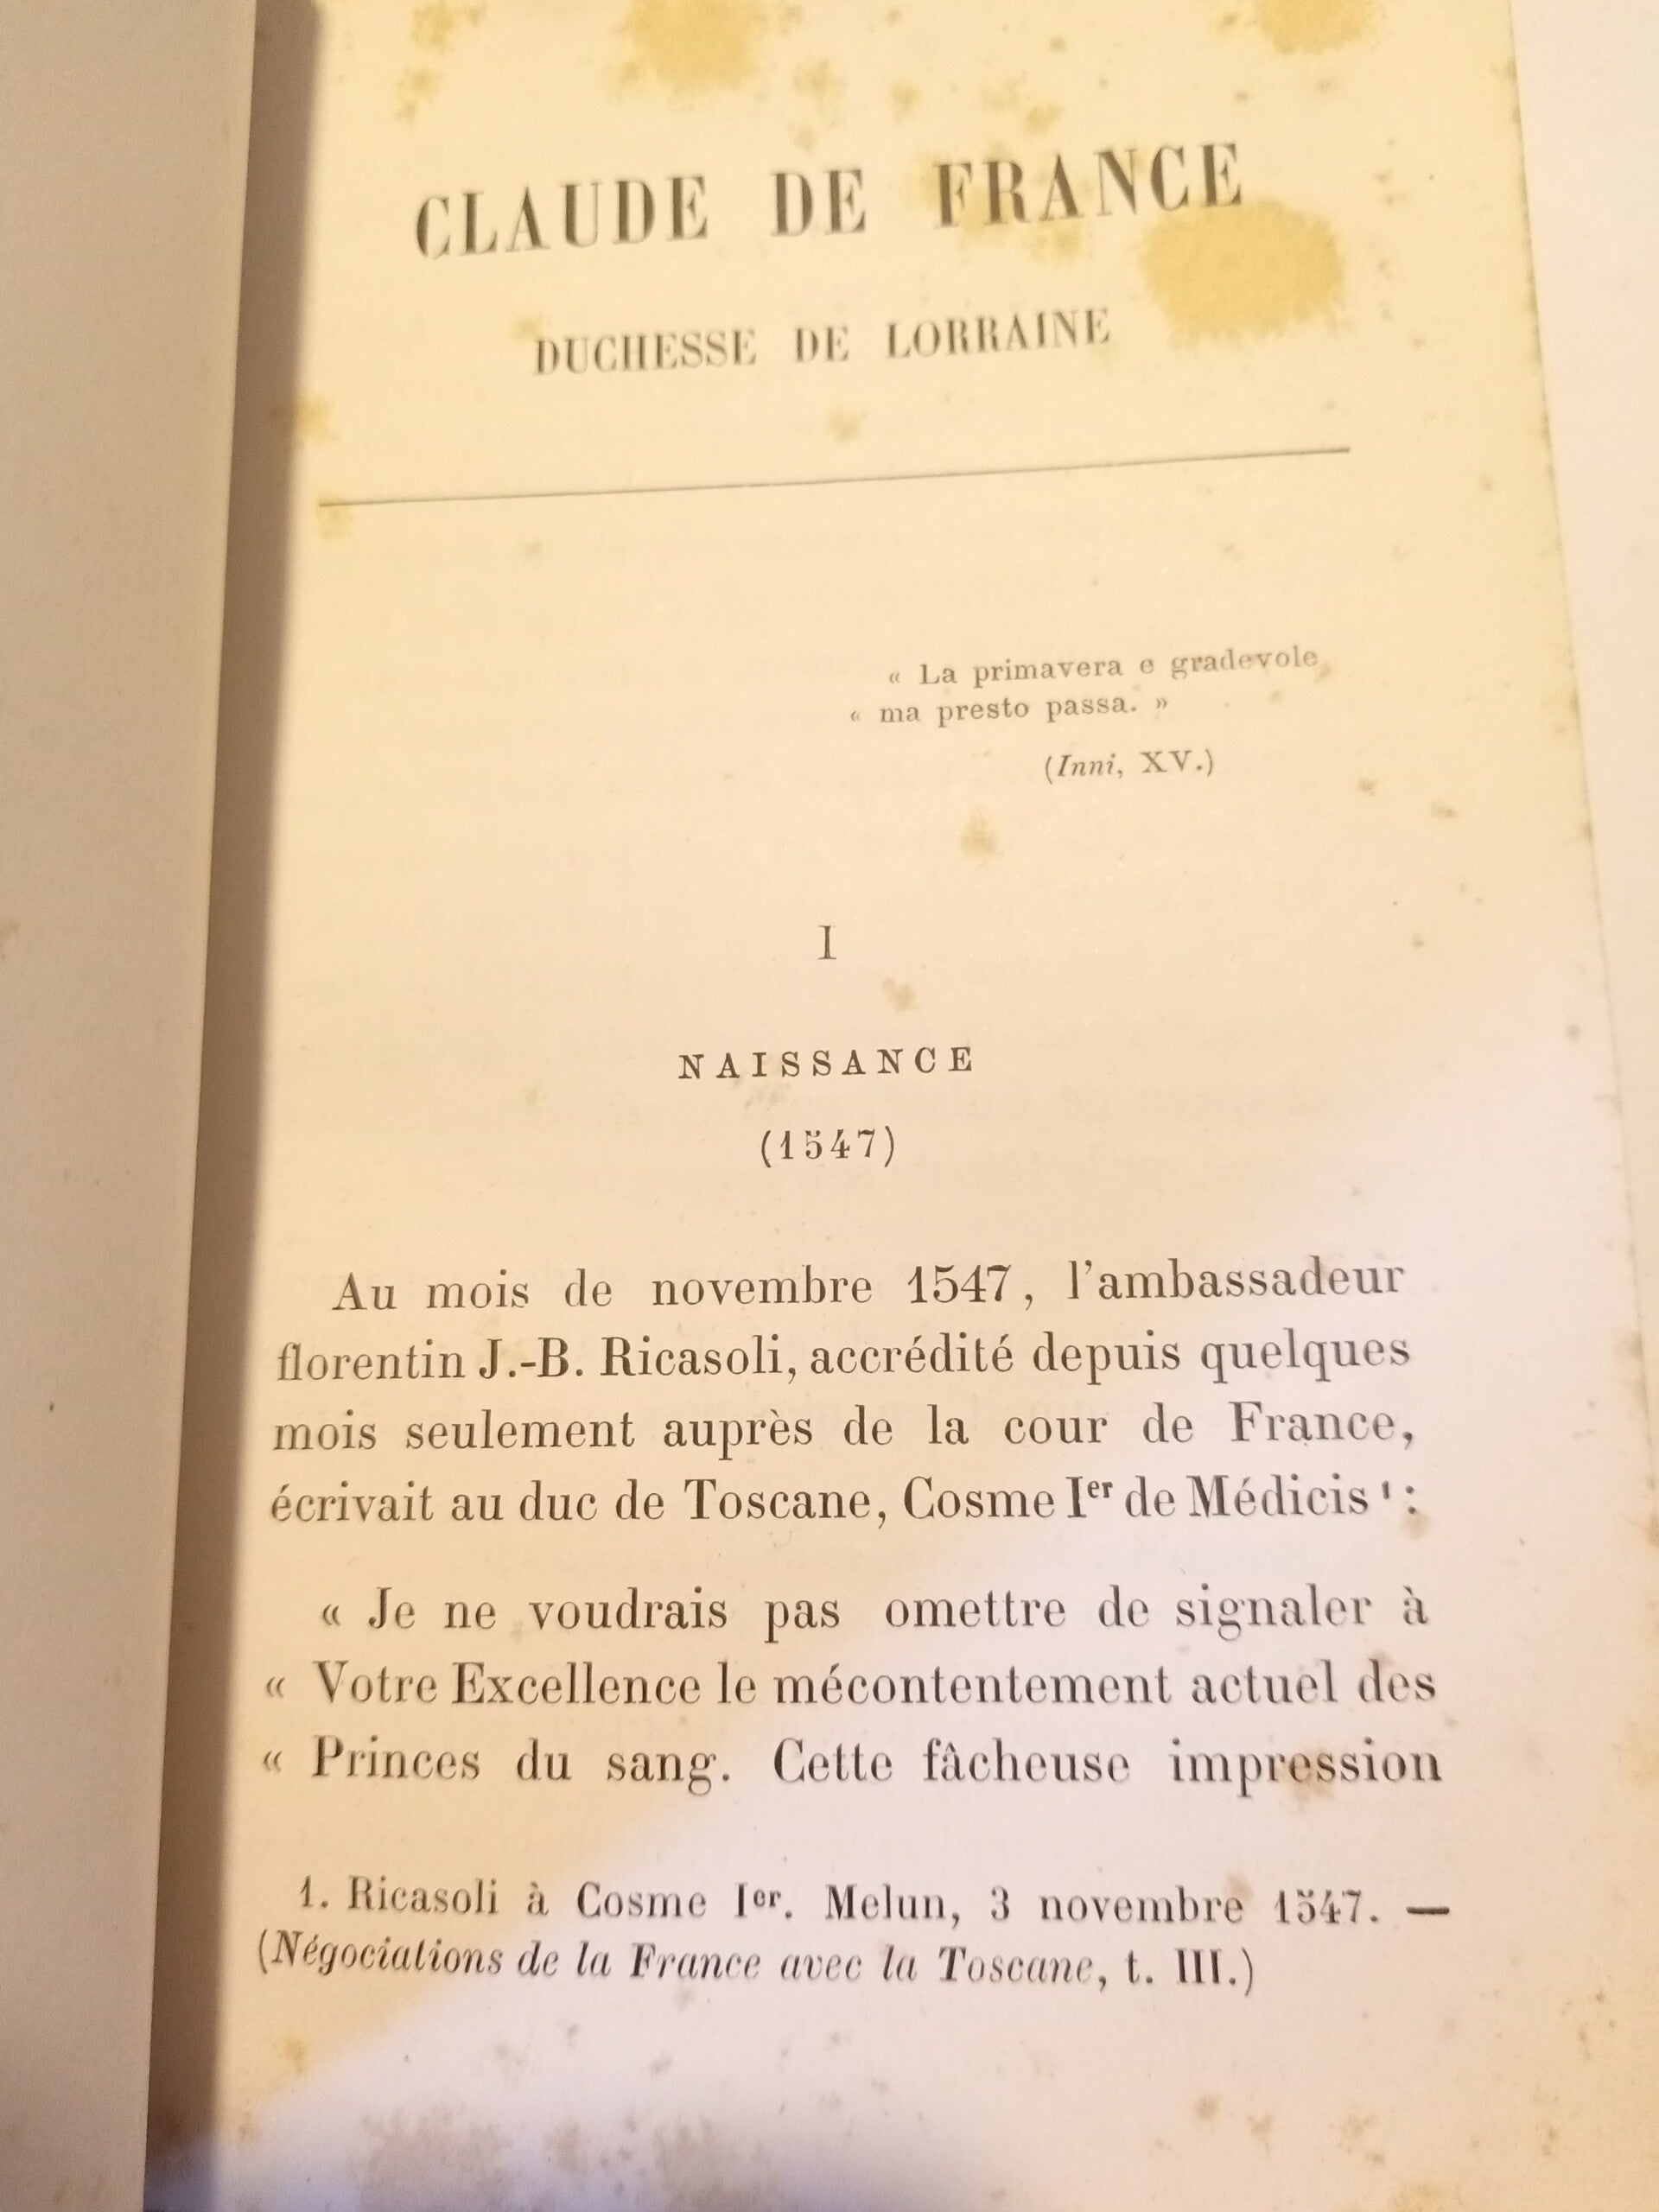 CLAUDE DE FRANCE
DUCHESSE DE LORRAINE
« La primavera e gradevole
« ma presto passa. »
(Inni, XV.)
I
NAISSANCE
(1547)
Au mois de novembre 1547, l'ambassadeur
florentin J.-B. Ricasoli, accrédité depuis quelques
mois seulement auprès de la cour de France,
écrivait au duc de Toscane, Cosme Ier de Médicis 1 :
« Je ne voudrais pas omettre de signaler à
« Votre Excellence le mécontentement actuel des
« Princes du sang. Cette fâcheuse impression
1. Ricasoli à Cosme Ier. Melun, 3 novembre 1547. —
(Négociations de la France avec la Toscane, t. III.)